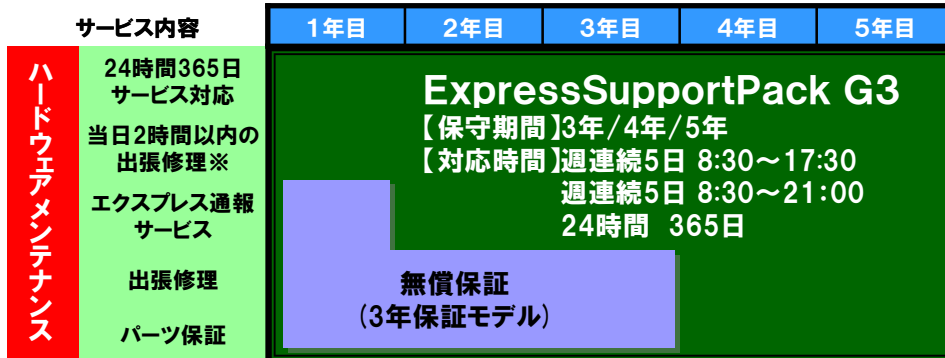 サービス内容
1年目
2年目
3年目
4年目
5年目
ハードウェアメンテナンス
24時間365日
サービス対応
当日2時間以内の
出張修理※
エクスプレス通報
サービス
出張修理
パーツ保証
ExpressSupportPack G3
【保守期間】3年/4年/5年
【対応時間】週連続5日 8:30～17:30
週連続5日 8:30～21:00
24時間 365日
無償保証
(3年保証モデル)